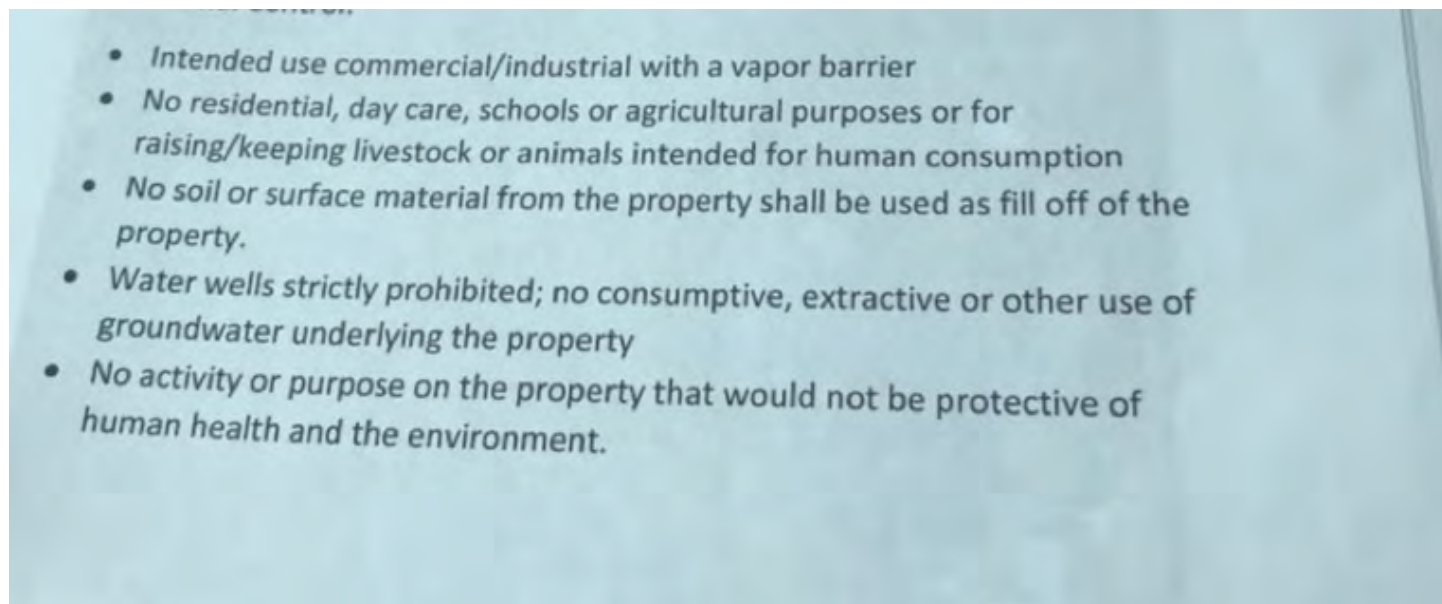 • Intended use commercial/industrial with a vapor barrier
• No residential, day care, schools or agricultural purposes or for
raising/keeping livestock or animals intended for human consumption
• No soil or surface material from the property shall be used as fill off of the
property.
• Water wells strictly prohibited; no consumptive, extractive or other use of
groundwater underlying the property
• No activity or purpose on the property that would not be protective of
human health and the environment.